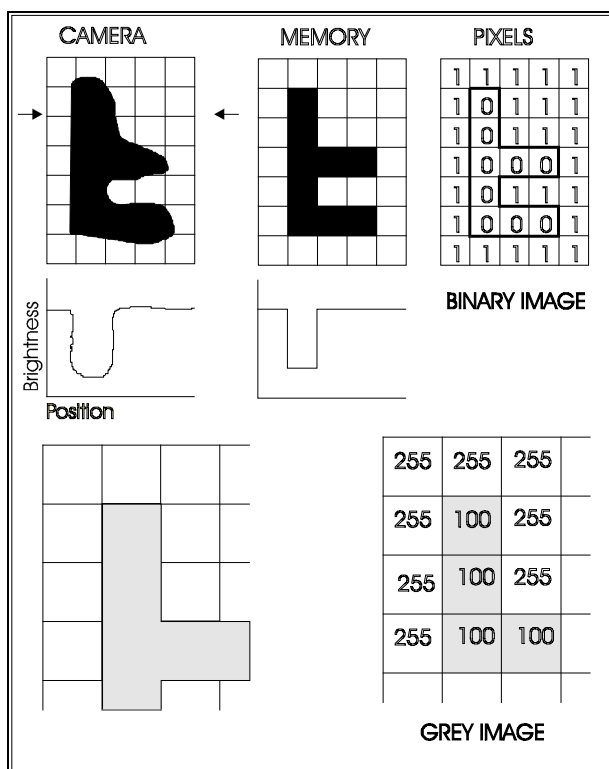 CAMERA MEMORY PIXELS
1 1 1 1 1
1 0 1 1 1
1 0 1 1 1
1 0 0 0 1
1 0 1 1 1
1 0 0 0 1
1 1 1 1 1
BINARY IMAGE
Brightness
Position
255 255 255
255 100 255
255 100 255
255 100 100
GREY IMAGE